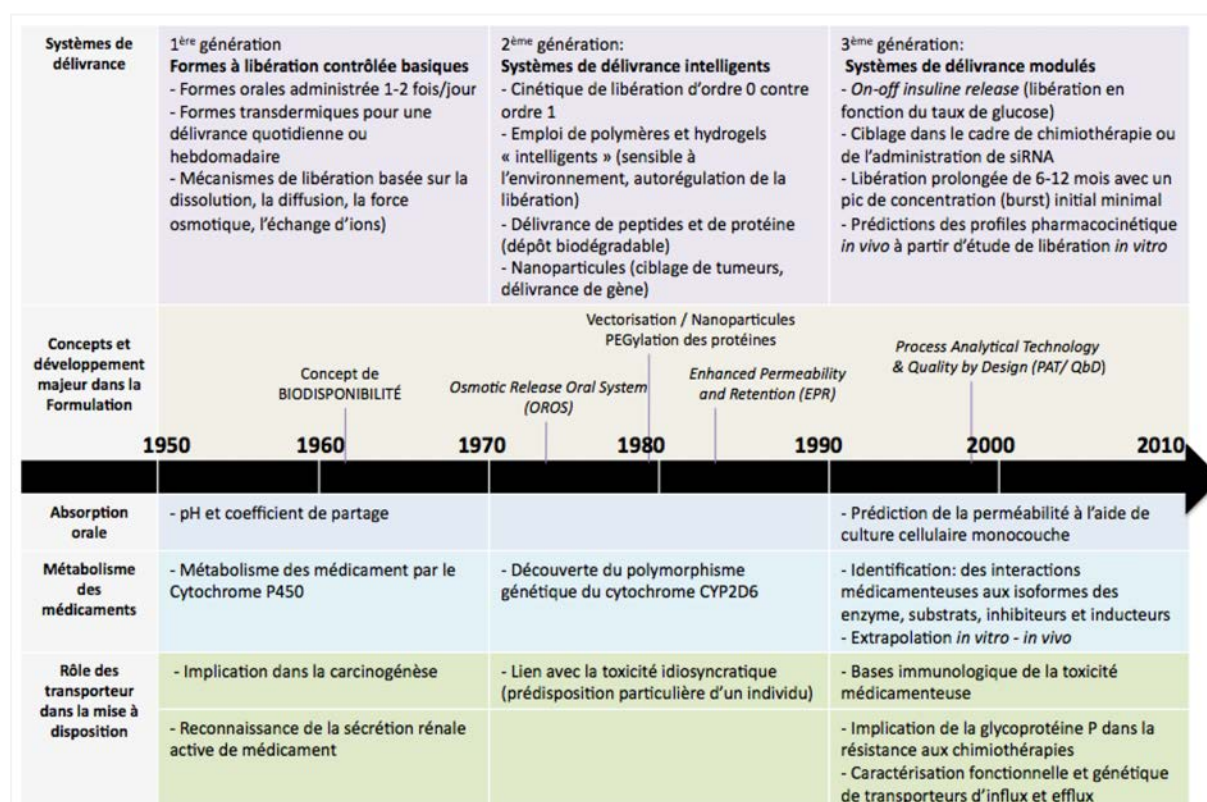 Systèmes de
délivrance
1ère génération
Formes à libération contrôlée basiques
- Formes orales administrée 1-2 fois/jour
- Formes transdermiques pour une
délivrance quotidienne ou
hebdomadaire
- Mécanismes de libération basée sur la
dissolution, la diffusion, la force
osmotique, l'échange d'ions)
2ème génération:
Systèmes de délivrance intelligents
- Cinétique de libération d'ordre 0 contre
ordre 1
- Emploi de polymères et hydrogels
« intelligents » (sensible à
l'environnement, autorégulation de la
libération)
- Délivrance de peptides et de protéine
(dépôt biodégradable)
- Nanoparticules (ciblage de tumeurs,
délivrance de gène)
3ème génération:
Systèmes de délivrance modulés
- On-off insuline release (libération en
fonction du taux de glucose)
- Ciblage dans le cadre de chimiothérapie ou
de l'administration de siRNA
- Libération prolongée de 6-12 mois avec un
pic de concentration (burst) initial minimal
- Prédictions des profiles pharmacocinétique
in vivo à partir d'étude de libération in vitro
Concepts et
développement
majeur dans la
Formulation
Concept de
BIODISPONIBILITÉ
Osmotic Release Oral System
(OROS)
Vectorisation / Nanoparticules
PEGylation des protéines
Enhanced Permeability
and Retention (EPR)
Process Analytical Technology
& Quality by Design (PAT/ QbD)
1950 1960 1970 1980 1990 2000 2010
Absorption
orale
- pH et coefficient de partage
- Prédiction de la perméabilité à l'aide de
culture cellulaire monocouche
Métabolisme
des
médicaments
- Métabolisme des médicament par le
Cytochrome P450
- Découverte du polymorphisme
génétique du cytochrome CYP2D6
- Identification: des interactions
médicamenteuses aux isoformes des
enzyme, substrats, inhibiteurs et inducteurs
- Extrapolation in vitro - in vivo
Rôle des
transporteur
dans la mise à
disposition
- Implication dans la carcinogénèse
- Lien avec la toxicité idiosyncratique
(prédisposition particulière d'un individu)
- Bases immunologique de la toxicité
médicamenteuse
- Reconnaissance de la sécrétion rénale
active de médicament
- Implication de la glycoprotéine P dans la
résistance aux chimiothérapies
- Caractérisation fonctionnelle et génétique
de transporteurs d'influx et efflux